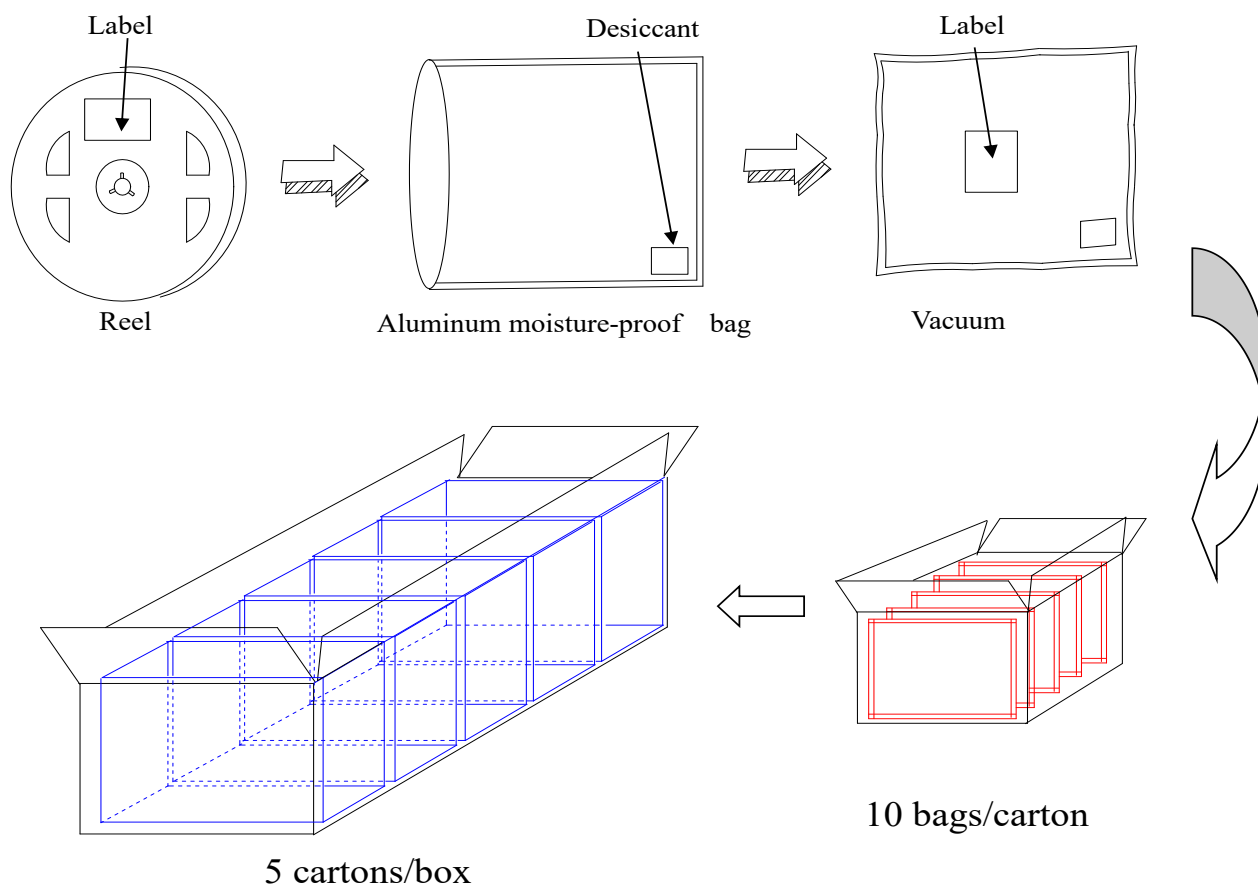 Label
Desiccant
Label
Reel
Aluminum moisture-proof bag
Vacuum
10 bags/carton
5 cartons/box